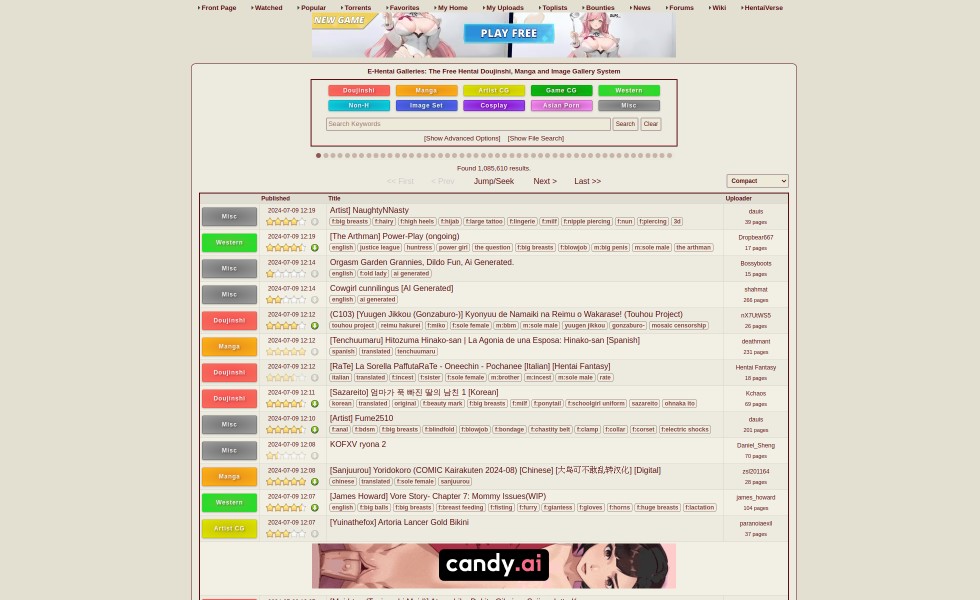 Front Page Watched Popular Torrents Favorites My Home My Uploads Toplists Bounties News Forums Wiki HentaiVerse
NEW GAME
PLAY FREE
E-Hentai Galleries: The Free Hentai Doujinshi, Manga and Image Gallery System
Doujinshi Manga Artist CG Game CG Western
Non-H Image Set Cosplay Asian Porn Misc
Search Keywords Search Clear
[Show Advanced Options] [Show File Search]
Found 1,085,610 results.
<< First < Prev Jump/Seek Next > Last >> Compact
Published Title Uploader
Misc 2024-07-09 12:19 Artist] NaughtyNNasty dauis
f:big breasts f:hairy f:high heels f:hijab f:large tattoo f:lingerie f:milf f:nipple piercing f:nun f:piercing 3d 39 pages
Western 2024-07-09 12:19 [The Arthman] Power-Play (ongoing) Dropbear667
english justice league huntress power girl the question f:big breasts f:blowjob m:big penis m:sole male the arthman 17 pages
Misc 2024-07-09 12:14 Orgasm Garden Grannies, Dildo Fun, Ai Generated. Bossyboots
english f:old lady ai generated 15 pages
Misc 2024-07-09 12:14 Cowgirl cunnilingus [AI Generated] shahmat
english ai generated 266 pages
Doujinshi 2024-07-09 12:12 (C103) [Yuugen Jikkou (Gonzaburo-)] Kyonyuu de Namaiki na Reimu o Wakarase! (Touhou Project) nX7UtWS5
touhou project reimu hakurei f:miko f:sole female m:bbm m:sole male yuugen jikkou gonzaburo- mosaic censorship 26 pages
Manga 2024-07-09 12:12 [Tenchuumaru] Hitozuma Hinako-san | La Agonia de una Esposa: Hinako-san [Spanish] deathmant
spanish translated tenchuumaru 231 pages
Doujinshi 2024-07-09 12:12 [RaTe] La Sorella PaffutaRaTe - Oneechin - Pochanee [Italian] [Hentai Fantasy] Hentai Fantasy
italian translated f:incest f:sister f:sole female m:brother m:incest m:sole male rate 18 pages
Doujinshi 2024-07-09 12:11 [Sazareito] 엄마가 푹 빠진 딸의 남친 1 [Korean] Kchaos
korean translated original f:beauty mark f:big breasts f:milf f:ponytail f:schoolgirl uniform sazareito ohnaka ito 69 pages
Misc 2024-07-09 12:10 [Artist] Fume2510 dauis
f:anal f:bdsm f:big breasts f:blindfold f:blowjob f:bondage f:chastity belt f:clamp f:collar f:corset f:electric shocks 201 pages
Misc 2024-07-09 12:08 KOFXV ryona 2 Daniel_Sheng
70 pages
Manga 2024-07-09 12:08 [Sanjuurou] Yoridokoro (COMIC Kairakuten 2024-08) [Chinese] [大鸟可不敢乱转汉化] [Digital] zsl201164
chinese translated f:sole female sanjuurou 28 pages
Western 2024-07-09 12:07 [James Howard] Vore Story- Chapter 7: Mommy Issues(WIP) james_howard
english f:big balls f:big breasts f:breast feeding f:fisting f:furry f:giantess f:gloves f:horns f:huge breasts f:lactation 104 pages
Artist CG 2024-07-09 12:07 [Yuinathefox] Artoria Lancer Gold Bikini paranoiaexil
37 pages
candy.ai